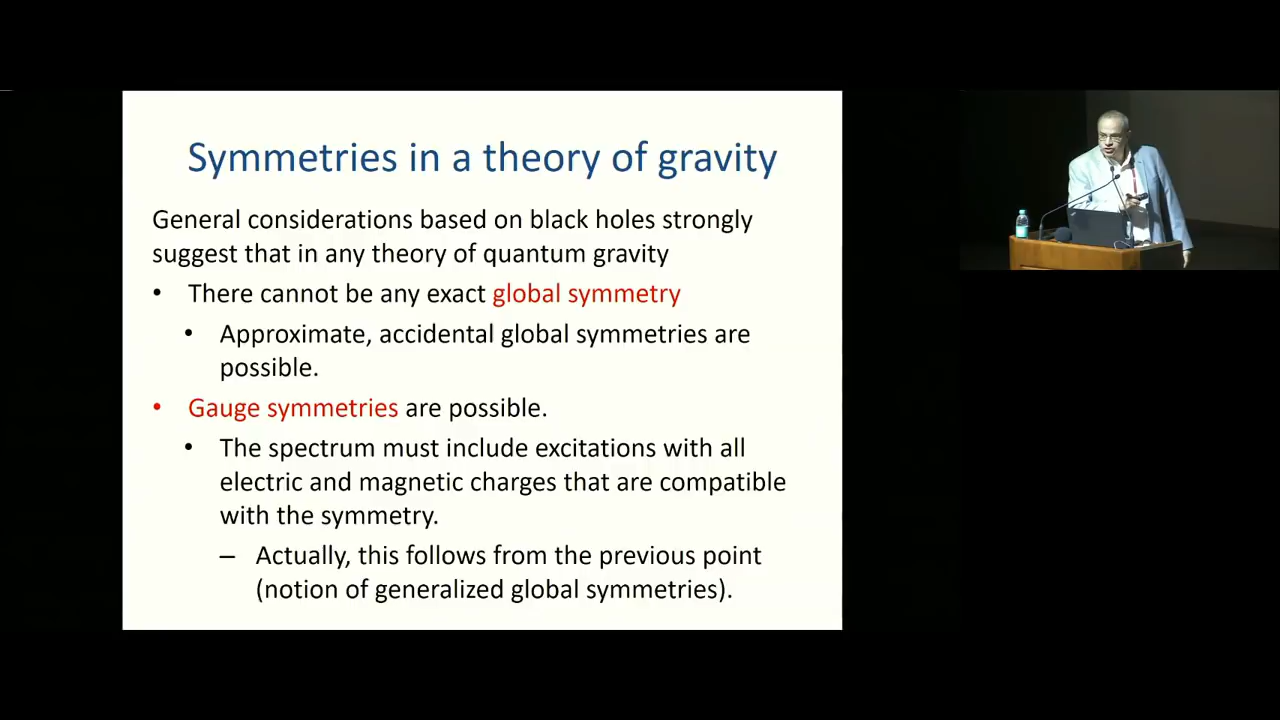 Symmetries in a theory of gravity
General considerations based on black holes strongly
suggest that in any theory of quantum gravity
• There cannot be any exact global symmetry
• Approximate, accidental global symmetries are
possible.
• Gauge symmetries are possible.
• The spectrum must include excitations with all
electric and magnetic charges that are compatible
with the symmetry.
– Actually, this follows from the previous point
(notion of generalized global symmetries).